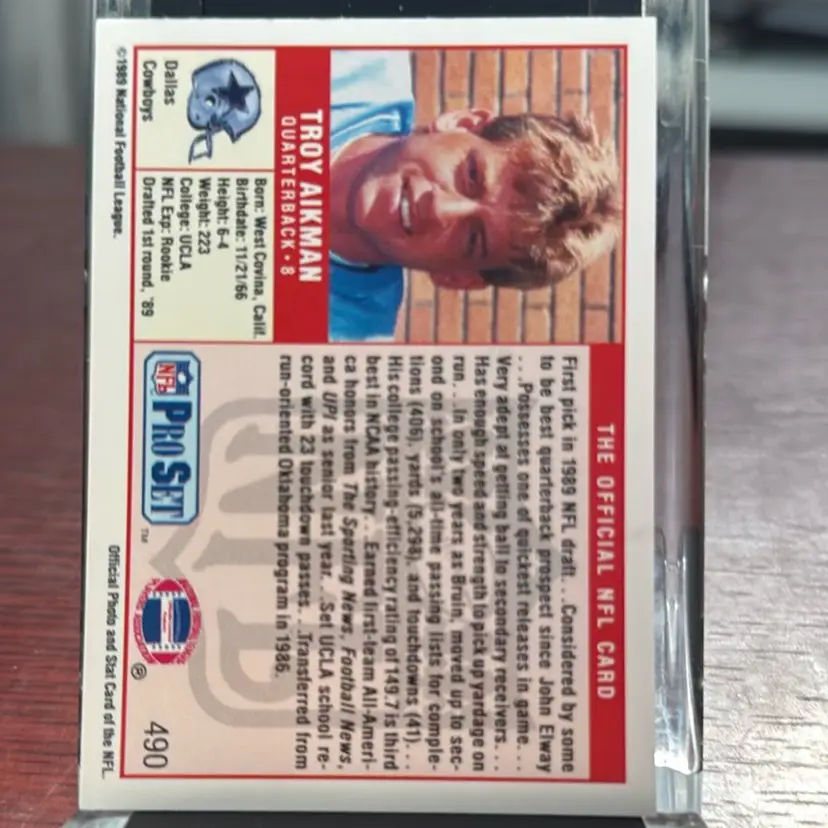 THE OFFICIAL NFL CARD
TROY AIKMAN
QUARTERBACK • 8
Born: West Covina, Calif.
Birthdate: 11/21/66
Height: 6-4
Weight: 223
College: UCLA
NFL Exp: Rookie
Drafted 1st round, '89
Dallas
Cowboys
First pick in 1989 NFL draft. . .Considered by some
to be best quarterback prospect since John Elway
. . .Possesses one of quickest releases in game. . .
Very adept at getting ball to secondary receivers. . .
Has enough speed and strength to pick up yardage on
run. . .In only two years as Bruin, moved up to sec-
ond on school's all-time passing lists for comple-
tions (406), yards (5,298), and touchdowns (41). . .
His college passing-efficiency rating of 149.7 is third
best in NCAA history. . .Earned first-team All-Ameri-
ca honors from The Sporting News, Football News,
and UPI as senior last year. . .Set UCLA school re-
cord with 23 touchdown passes. . .Transferred from
run-oriented Oklahoma program in 1986.
NFL PRO SET TM
® 490
©1989 National Football League.
Official Photo and Stat Card of the NFL.